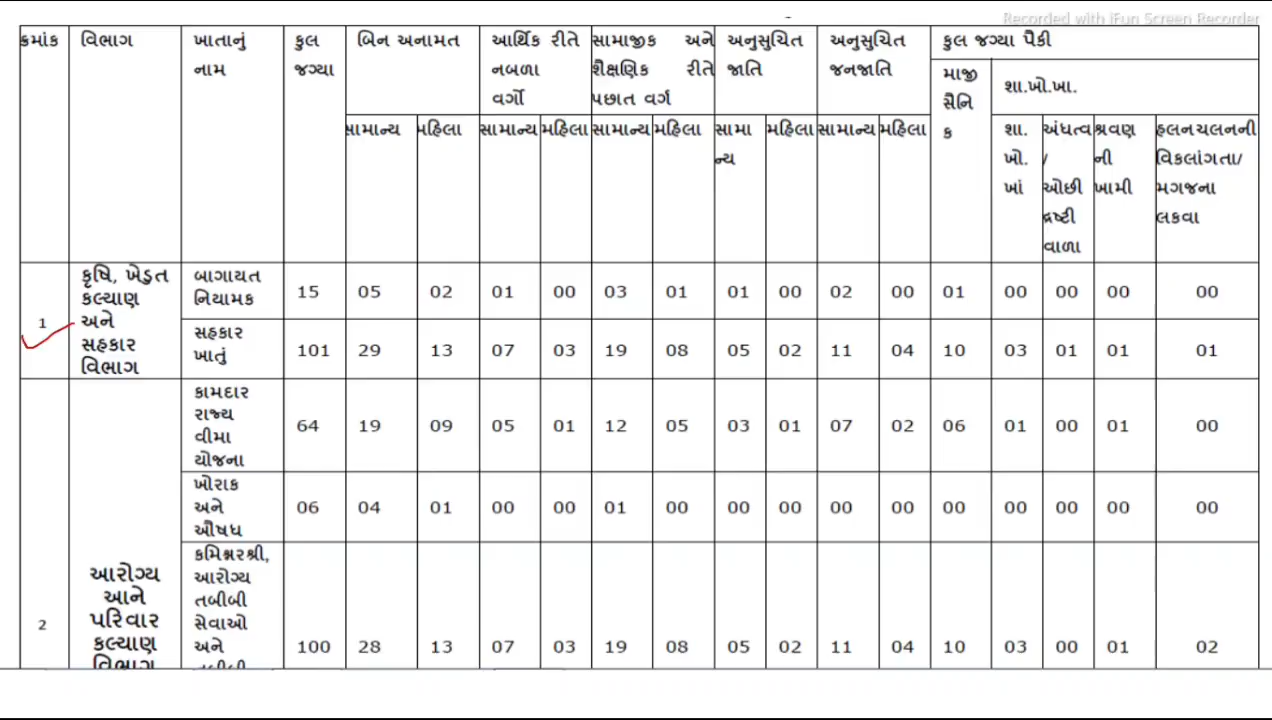 Recorded with iFun Screen Recorder
ક્રમાંક વિભાગ ખાતાનું નામ કુલ જગ્યા બિન અનામત આર્થિક રીતે નબળા વર્ગો સામાજીક અને શૈક્ષણિક રીતે પછાત વર્ગ અનુસુચિત જાતિ અનુસુચિત જનજાતિ કુલ જગ્યા પૈકી
માજી સૈનિક શા.ખો.ખા.
સામાન્ય મહિલા સામાન્ય મહિલા સામાન્ય મહિલા સામાન્ય મહિલા સામાન્ય મહિલા શા. ખો. ખાં અંધત્વ / ઓછી દ્રષ્ટી વાળા શ્રવણ ની ખામી હલનચલનની વિકલાંગતા/ મગજના લકવા
1 કૃષિ, ખેડુત કલ્યાણ અને સહકાર વિભાગ
બાગાયત નિયામક 15 05 02 01 00 03 01 01 00 02 00 01 00 00 00 00
સહકાર ખાતું 101 29 13 07 03 19 08 05 02 11 04 10 03 01 01 01
2 આરોગ્ય આને પરિવાર કલ્યાણ વિભાગ
કામદાર રાજ્ય વીમા યોજના 64 19 09 05 01 12 05 03 01 07 02 06 01 00 01 00
ખોરાક અને ઔષધ 06 04 01 00 00 01 00 00 00 00 00 00 00 00 00 00
કમિશ્નરશ્રી, આરોગ્ય તબીબી સેવાઓ અને 100 28 13 07 03 19 08 05 02 11 04 10 03 00 01 02